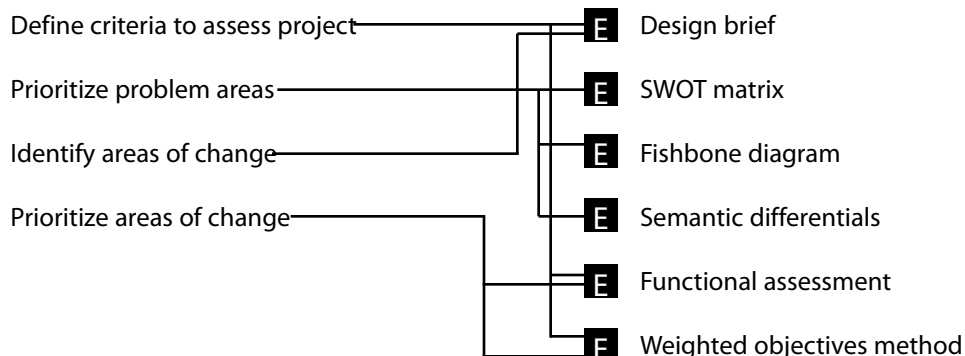 Define criteria to assess project E Design brief
Prioritize problem areas E SWOT matrix
Identify areas of change E Fishbone diagram
Prioritize areas of change E Semantic differentials
E Functional assessment
E Weighted objectives method